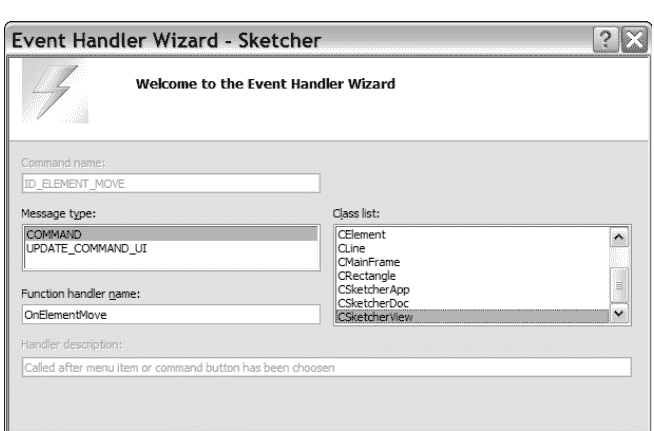 Event Handler Wizard - Sketcher
Welcome to the Event Handler Wizard
Command name:
ID_ELEMENT_MOVE
Message type:
COMMAND
UPDATE_COMMAND_UI
Function handler name:
OnElementMove
Class list:
CElement
CLine
CMainFrame
CRectangle
CSketcherApp
CSketcherDoc
CSketcherView
Handler description:
Called after menu item or command button has been choosen